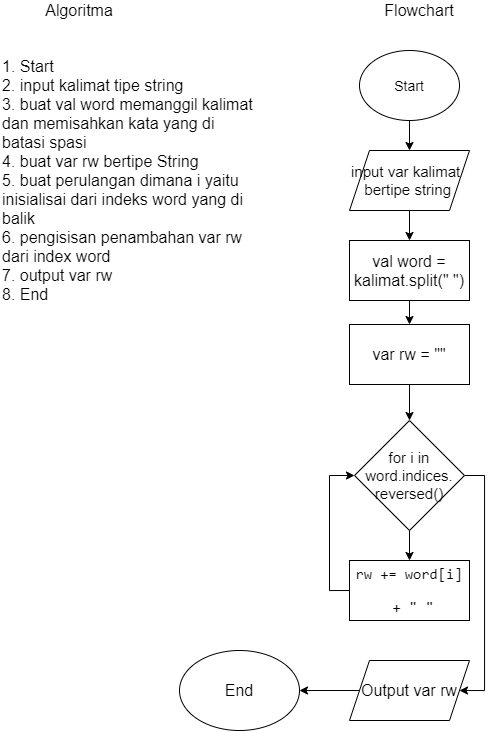 Algoritma
1. Start
2. input kalimat tipe string
3. buat val word memanggil kalimat
dan memisahkan kata yang di
batasi spasi
4. buat var rw bertipe String
5. buat perulangan dimana i yaitu
inisialisai dari indeks word yang di
balik
6. pengisisan penambahan var rw
dari index word
7. output var rw
8. End
Flowchart
Start
input var kalimat
bertipe string
val word =
kalimat.split(" ")
var rw = ""
for i in
word.indices.
reversed()
rw += word[i]
+ " "
Output var rw
End